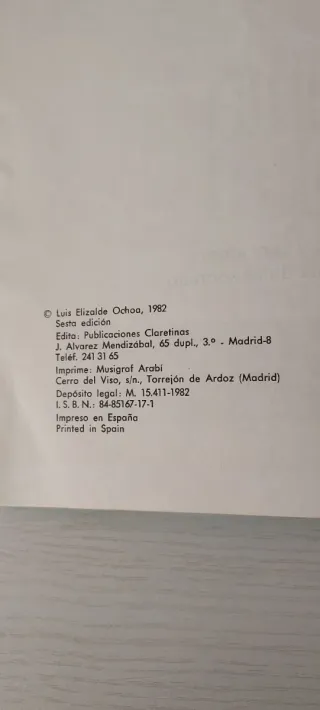 © Luis Elizalde Ochoa, 1982
Sesta edición
Edita: Publicaciones Claretinas
J. Alvarez Mendizábal, 65 dupl., 3.º - Madrid-8
Teléf. 241 31 65
Imprime: Musigraf Arabí
Cerro del Viso, s/n., Torrejón de Ardoz (Madrid)
Depósito legal: M. 15.411-1982
I. S. B. N.: 84-85167-17-1
Impreso en España
Printed in Spain